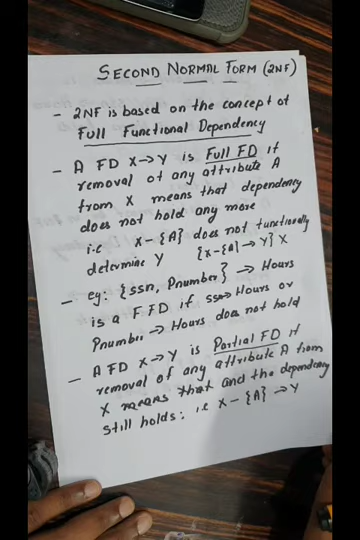 SECOND NORMAL FORM (2NF)
- 2NF is based on the concept of
Full Functional Dependency
- A FD X→Y is Full FD if
removal of any attribute A
from X means that dependency
does not hold any more
i.e X-{A} does not functionally
determine Y {X-{A}→Y} X
- eg: {ssn, Pnumber} → Hours
is a FFD if ssn→Hours or
Pnumber → Hours does not hold
- A FD X→Y is Partial FD if
removal of any attribute A from
X means that and the dependency
still holds: i.e X-{A} → Y